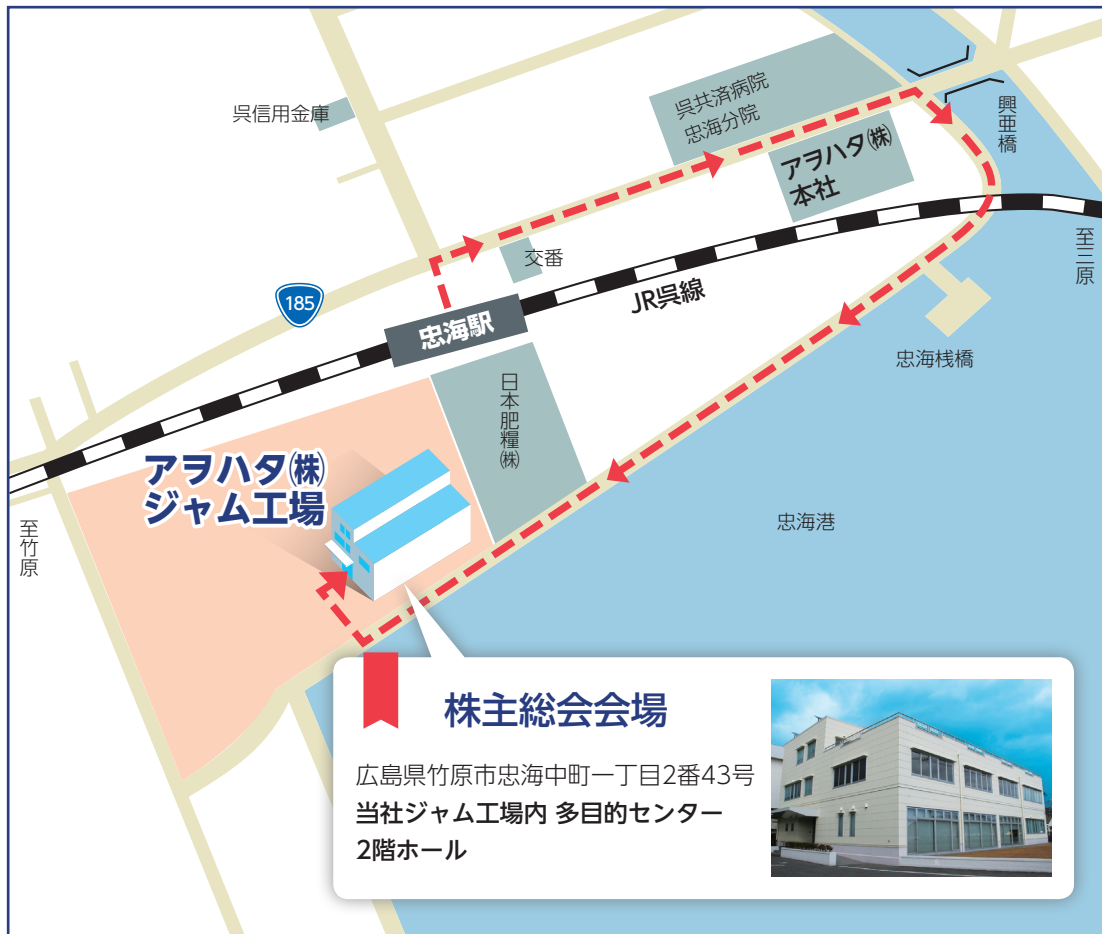 呉信用金庫
呉共済病院
忠海分院
興亜橋
アヲハタ㈱
本社
至三原
交番
JR呉線
185
忠海駅
忠海桟橋
日本肥糧㈱
アヲハタ㈱
ジャム工場
忠海港
至竹原
株主総会会場
広島県竹原市忠海中町一丁目2番43号
当社ジャム工場内 多目的センター
2階ホール